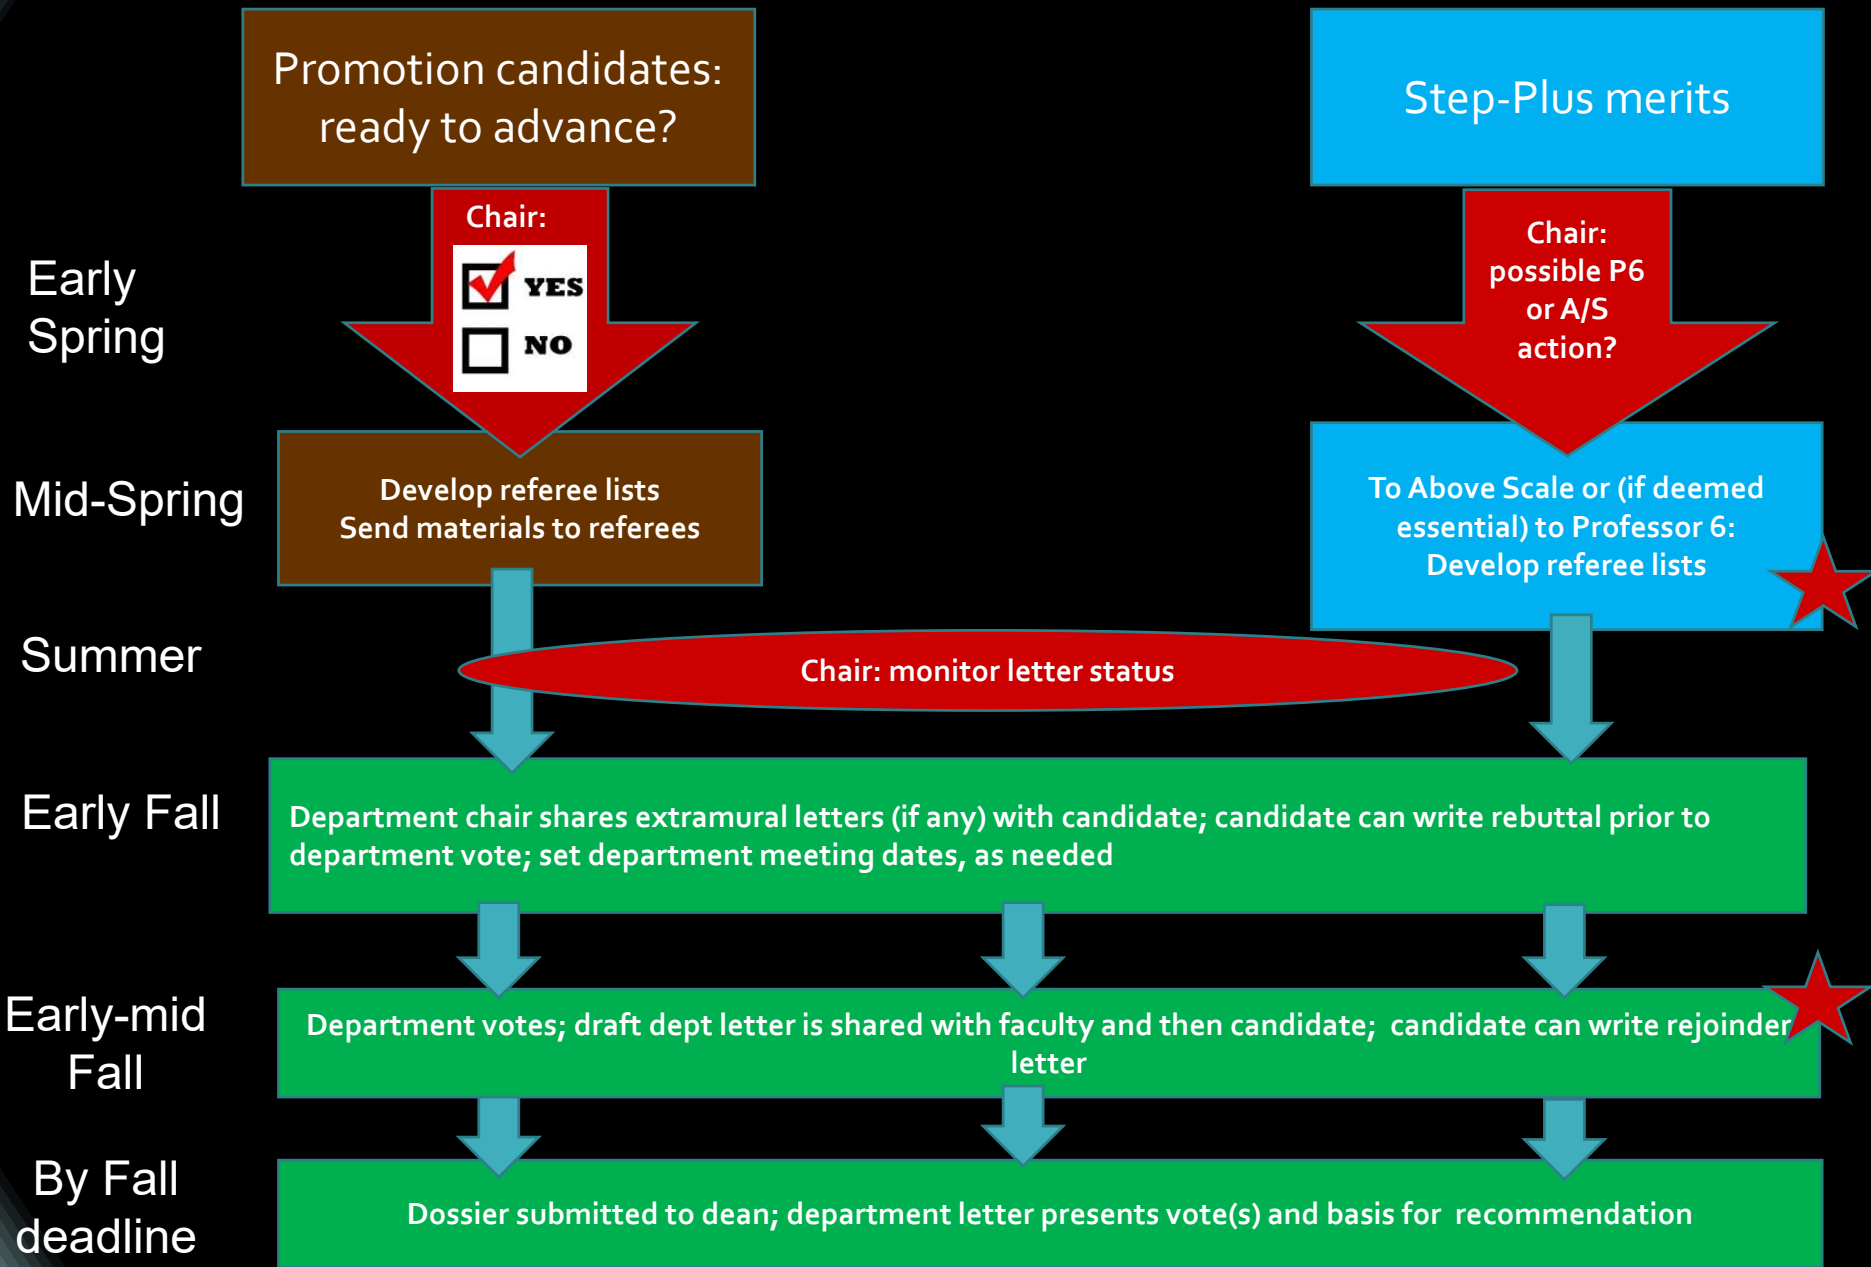 Promotion candidates:
ready to advance?
Step-Plus merits
Early
Spring
Chair:
YES
NO
Chair:
possible P6
or A/S
action?
Mid-Spring
Develop referee lists
Send materials to referees
To Above Scale or (if deemed
essential) to Professor 6:
Develop referee lists
Summer
Chair: monitor letter status
Early Fall
Department chair shares extramural letters (if any) with candidate; candidate can write rebuttal prior to
department vote; set department meeting dates, as needed
Early-mid
Fall
Department votes; draft dept letter is shared with faculty and then candidate; candidate can write rejoinder
letter
By Fall
deadline
Dossier submitted to dean; department letter presents vote(s) and basis for recommendation